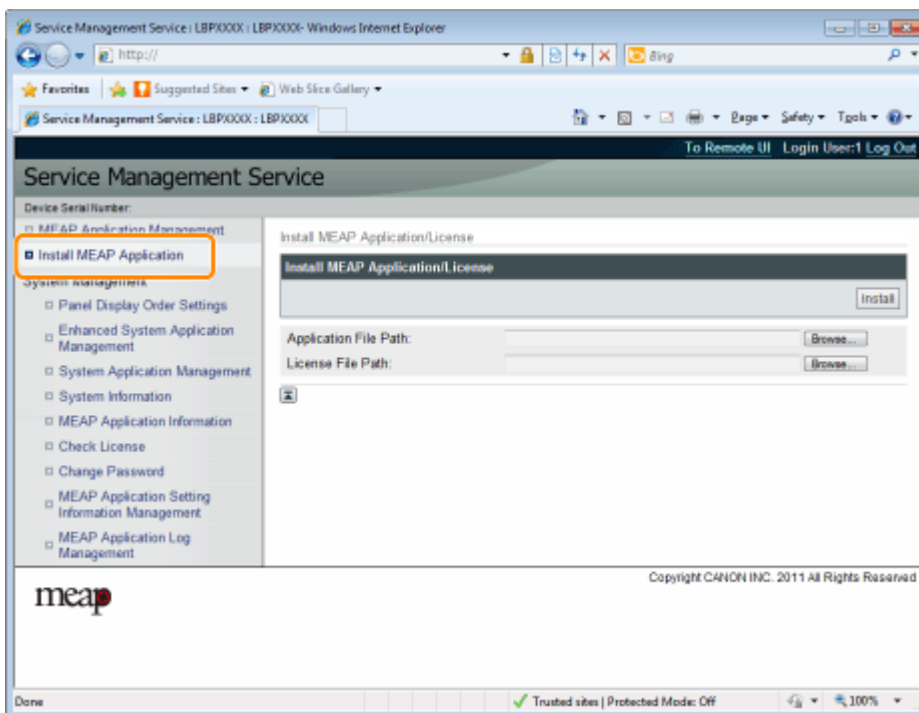 Service Management Service : LBPXXXX : LBPXXXX- Windows Internet Explorer
http://
Bing
Favorites
Suggested Sites
Web Slice Gallery
Service Management Service : LBPXXXX : LBPXXXX
Page
Safety
Tools
To Remote UI Login User:1 Log Out
Service Management Service
Device Serial Number:
MEAP Application Management
Install MEAP Application
System Management
Panel Display Order Settings
Enhanced System Application
Management
System Application Management
System Information
MEAP Application Information
Check License
Change Password
MEAP Application Setting
Information Management
MEAP Application Log
Management
Install MEAP Application/License
Install MEAP Application/License
Install
Application File Path:
Browse...
License File Path:
Browse...
Copyright CANON INC. 2011 All Rights Reserved
meap
Done
Trusted sites | Protected Mode: Off
100%